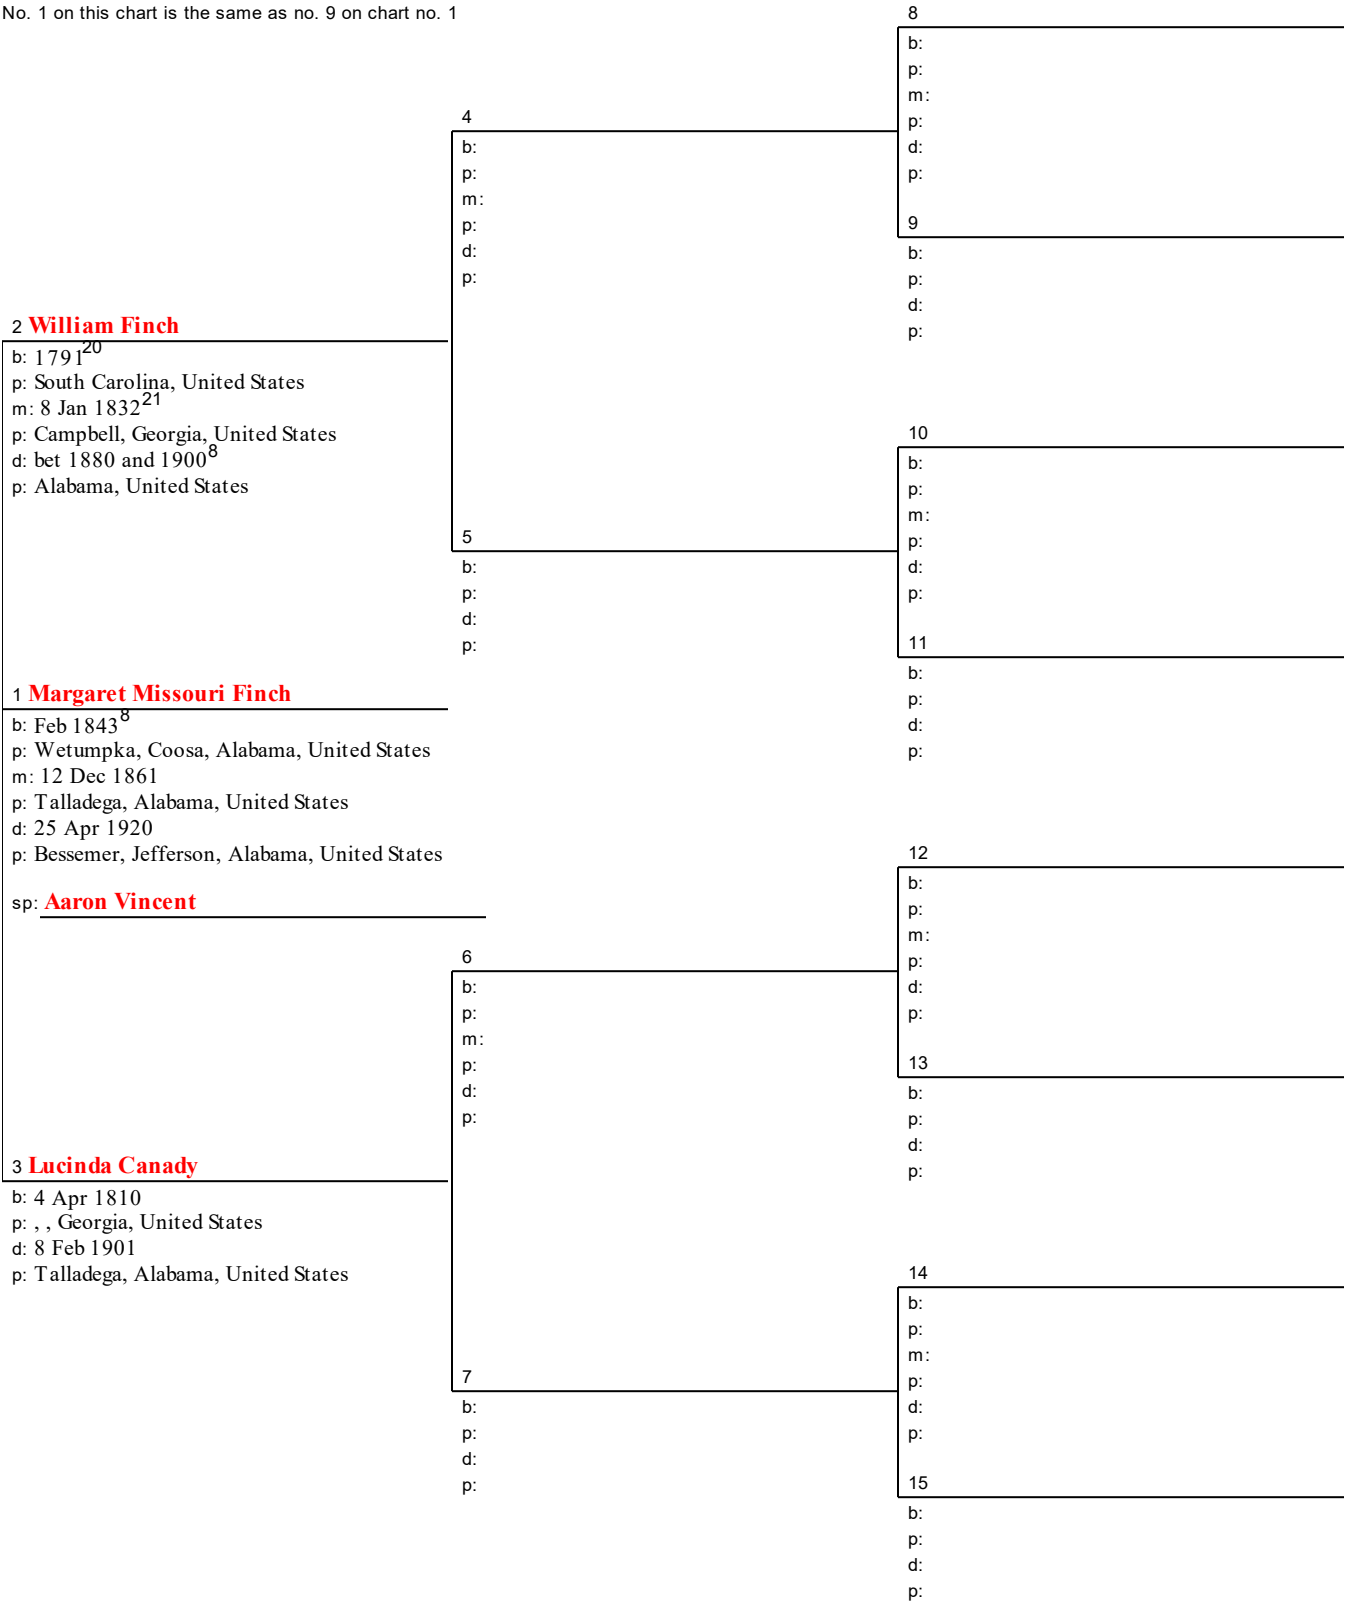 No. 1 on this chart is the same as no. 9 on chart no. 1
8
b:
p:
m:
p:
d:
p:
4
b:
p:
m:
p:
d:
p:
9
b:
p:
d:
p:
2 William Finch
b: 1791 20
p: South Carolina, United States
m: 8 Jan 1832 21
p: Campbell, Georgia, United States
d: bet 1880 and 1900 8
p: Alabama, United States
10
b:
p:
m:
p:
d:
p:
5
b:
p:
d:
p:
11
b:
p:
d:
p:
1 Margaret Missouri Finch
b: Feb 1843 8
p: Wetumpka, Coosa, Alabama, United States
m: 12 Dec 1861
p: Talladega, Alabama, United States
d: 25 Apr 1920
p: Bessemer, Jefferson, Alabama, United States
sp: Aaron Vincent
12
b:
p:
m:
p:
d:
p:
6
b:
p:
m:
p:
d:
p:
13
b:
p:
d:
p:
3 Lucinda Canady
b: 4 Apr 1810
p: , , Georgia, United States
d: 8 Feb 1901
p: Talladega, Alabama, United States
14
b:
p:
m:
p:
d:
p:
7
b:
p:
d:
p:
15
b:
p:
d:
p: